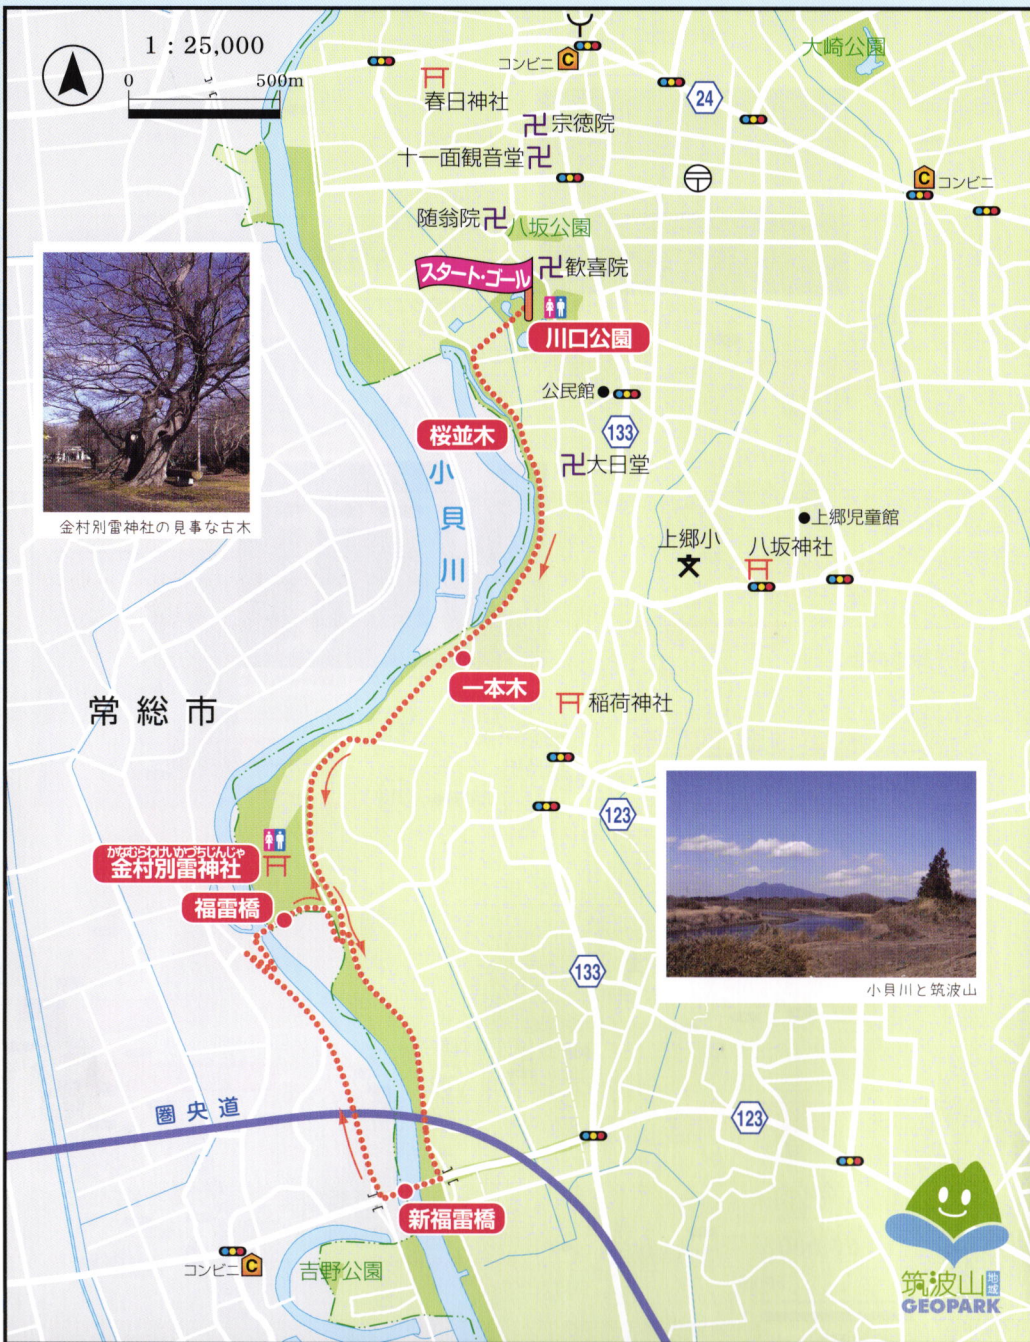 1 : 25,000
0 500m
コンビニ
C
大崎公園
春日神社
24
宗徳院
十一面観音堂
C
コンビニ
随翁院
八坂公園
スタート・ゴール
歓喜院
川口公園
公民館
133
桜並木
大日堂
小貝川
金村別雷神社の見事な古木
上郷児童館
上郷小
八坂神社
一本木
稲荷神社
常総市
123
かなむらわけいかづちじんじゃ
金村別雷神社
福雷橋
133
小貝川と筑波山
圏央道
123
新福雷橋
コンビニ
C
吉野公園
筑波山地域
GEOPARK